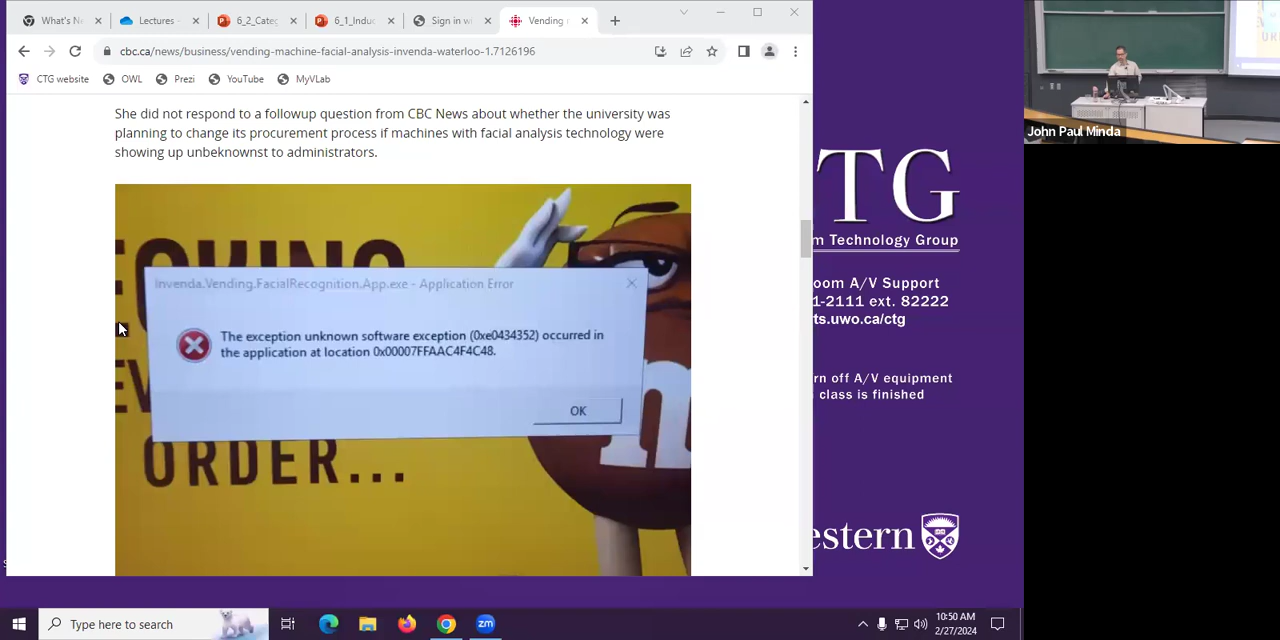 What's Ne
Lectures -
6_2_Categ
6_1_Induc
Sign in wi
Vending m
cbc.ca/news/business/vending-machine-facial-analysis-invenda-waterloo-1.7126196
CTG website
OWL
Prezi
YouTube
MyVLab
She did not respond to a followup question from CBC News about whether the university was
planning to change its procurement process if machines with facial analysis technology were
showing up unbeknownst to administrators.
Invenda.Vending.FacialRecognition.App.exe - Application Error
The exception unknown software exception (0xe0434352) occurred in
the application at location 0x00007FFAAC4F4C48.
OK
ORDER...
m
TG
m Technology Group
oom A/V Support
1-2111 ext. 82222
ts.uwo.ca/ctg
rn off A/V equipment
class is finished
estern
John Paul Minda
Type here to search
zm
10:50 AM
2/27/2024